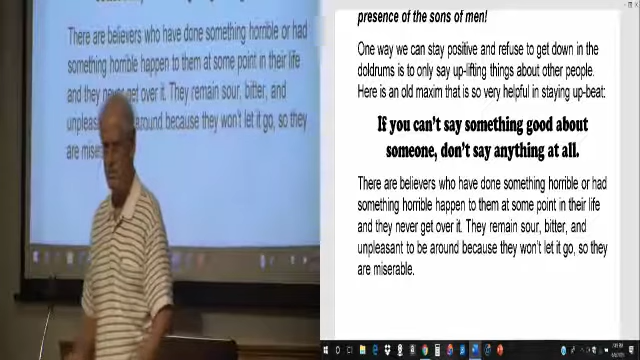 There are believers who have done something horrible or had
something horrible happen to them at some point in their life
and they never get over it. They remain sour, bitter, and
unpleasant around because they won't let it go, so they
are
presence of the sons of men!
One way we can stay positive and refuse to get down in the
doldrums is to only say up-lifting things about other people.
Here is an old maxim that is so very helpful in staying up-beat:
If you can't say something good about
someone, don't say anything at all.
There are believers who have done something horrible or had
something horrible happen to them at some point in their life
and they never get over it. They remain sour, bitter, and
unpleasant to be around because they won't let it go, so they
are miserable.